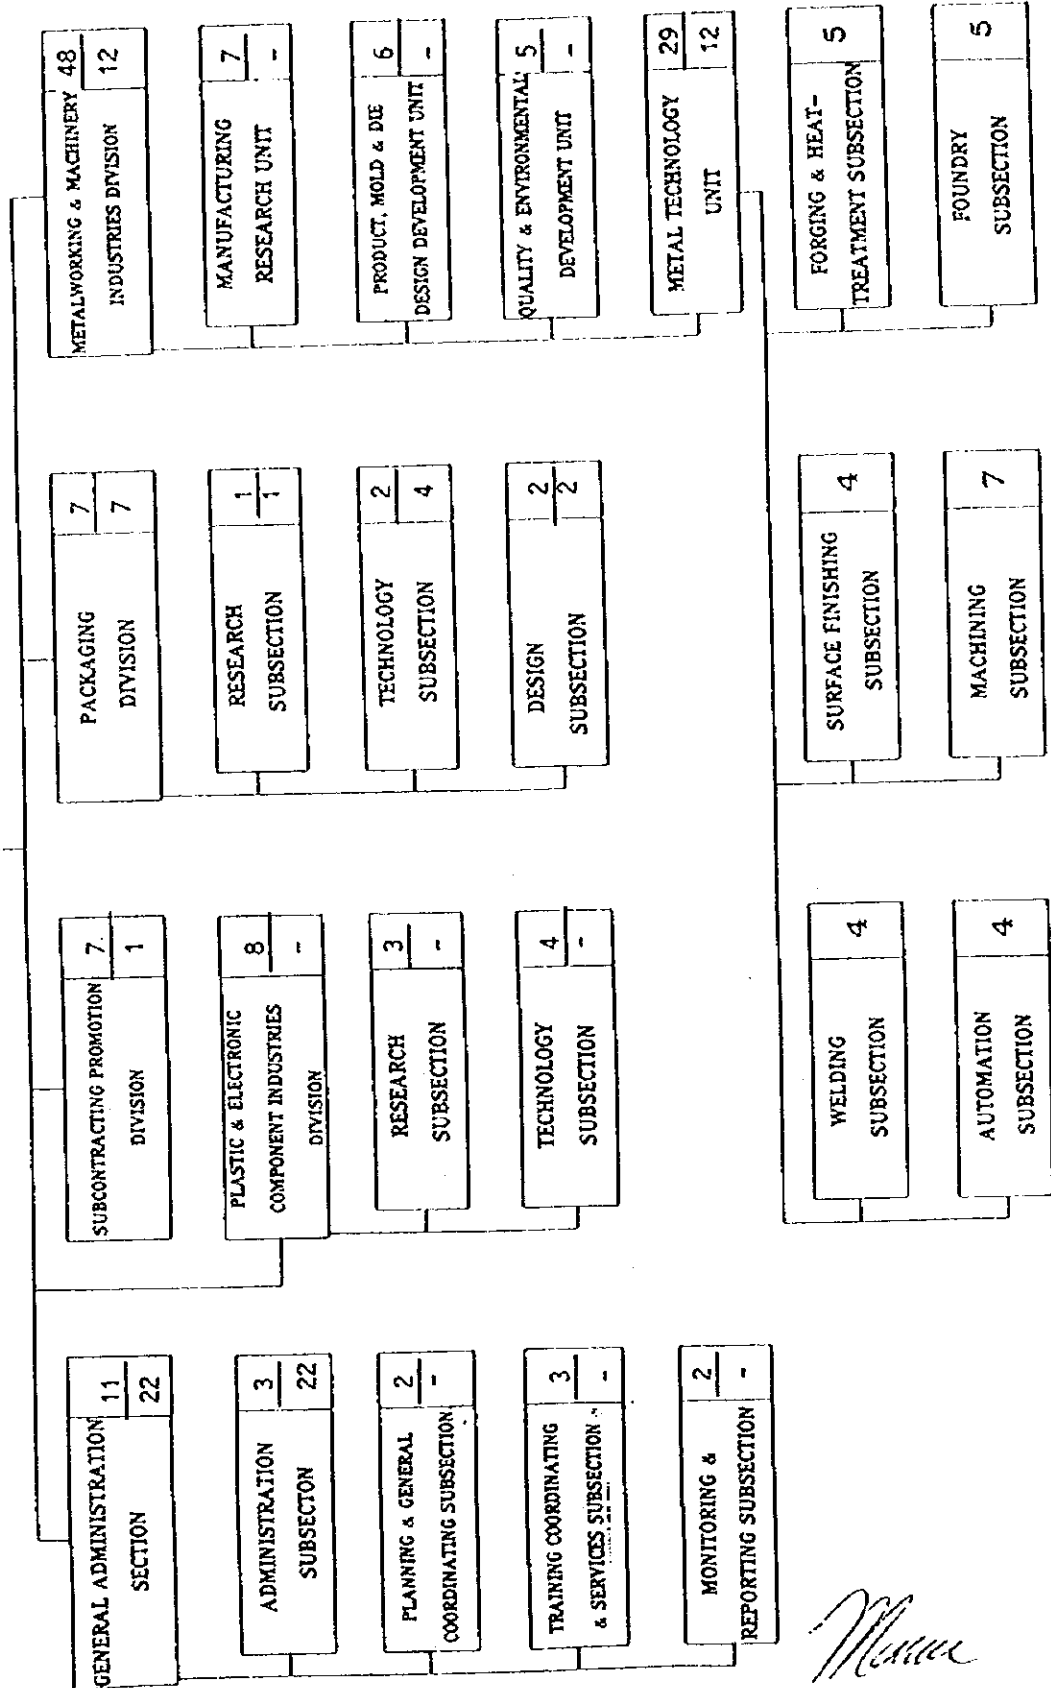 GENERAL ADMINISTRATION
SECTION
11
22
ADMINISTRATION
SUBSECTON
3
22
PLANNING & GENERAL
COORDINATING SUBSECTION
2
-
TRAINING COORDINATING
& SERVICES SUBSECTION
3
-
MONITORING &
REPORTING SUBSECTION
2
-
SUBCONTRACTING PROMOTION
DIVISION
7
1
PLASTIC & ELECTRONIC
COMPONENT INDUSTRIES
DIVISION
8
-
RESEARCH
SUBSECTION
3
-
TECHNOLOGY
SUBSECTION
4
-
PACKAGING
DIVISION
7
7
RESEARCH
SUBSECTION
1
1
TECHNOLOGY
SUBSECTION
2
4
DESIGN
SUBSECTION
2
2
METALWORKING & MACHINERY
INDUSTRIES DIVISION
48
12
MANUFACTURING
RESEARCH UNIT
7
-
PRODUCT, MOLD & DIE
DESIGN DEVELOPMENT UNIT
6
-
QUALITY & ENVIRONMENTAL
DEVELOPMENT UNIT
5
-
METAL TECHNOLOGY
UNIT
29
12
WELDING
SUBSECTION
4
AUTOMATION
SUBSECTION
4
SURFACE FINISHING
SUBSECTION
4
MACHINING
SUBSECTION
7
FORGING & HEAT-
TREATMENT SUBSECTION
5
FOUNDRY
SUBSECTION
5